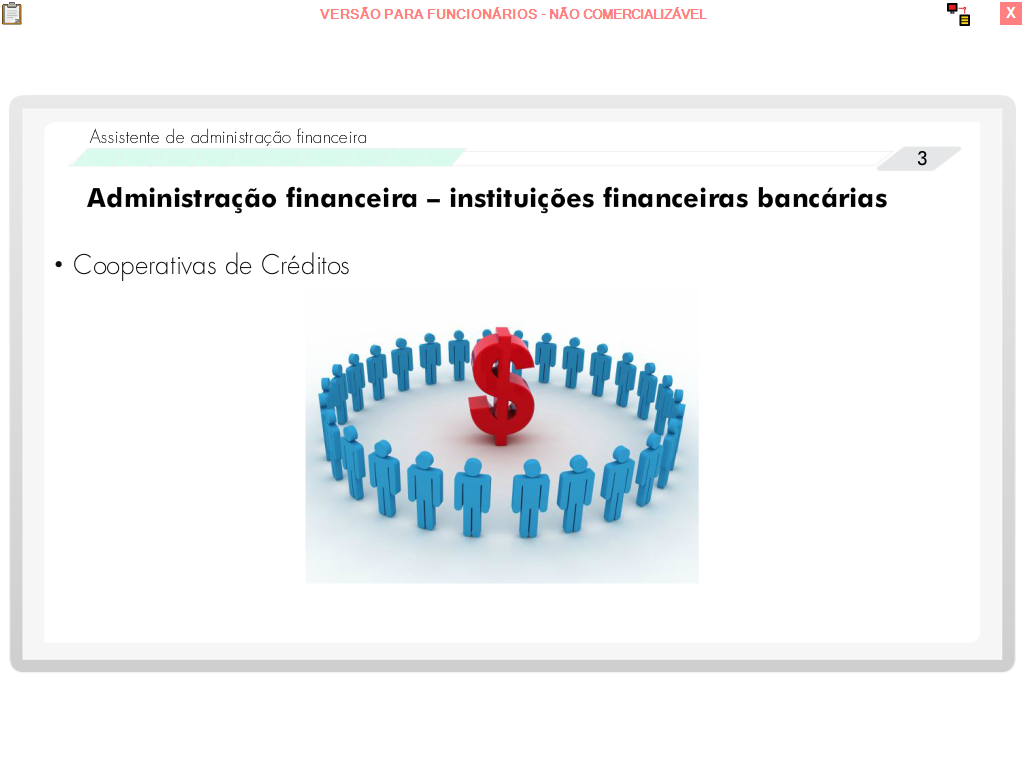 VERSÃO PARA FUNCIONÁRIOS - NÃO COMERCIALIZÁVEL
X
Assistente de administração financeira
3
Administração financeira – instituições financeiras bancárias
• Cooperativas de Créditos
$